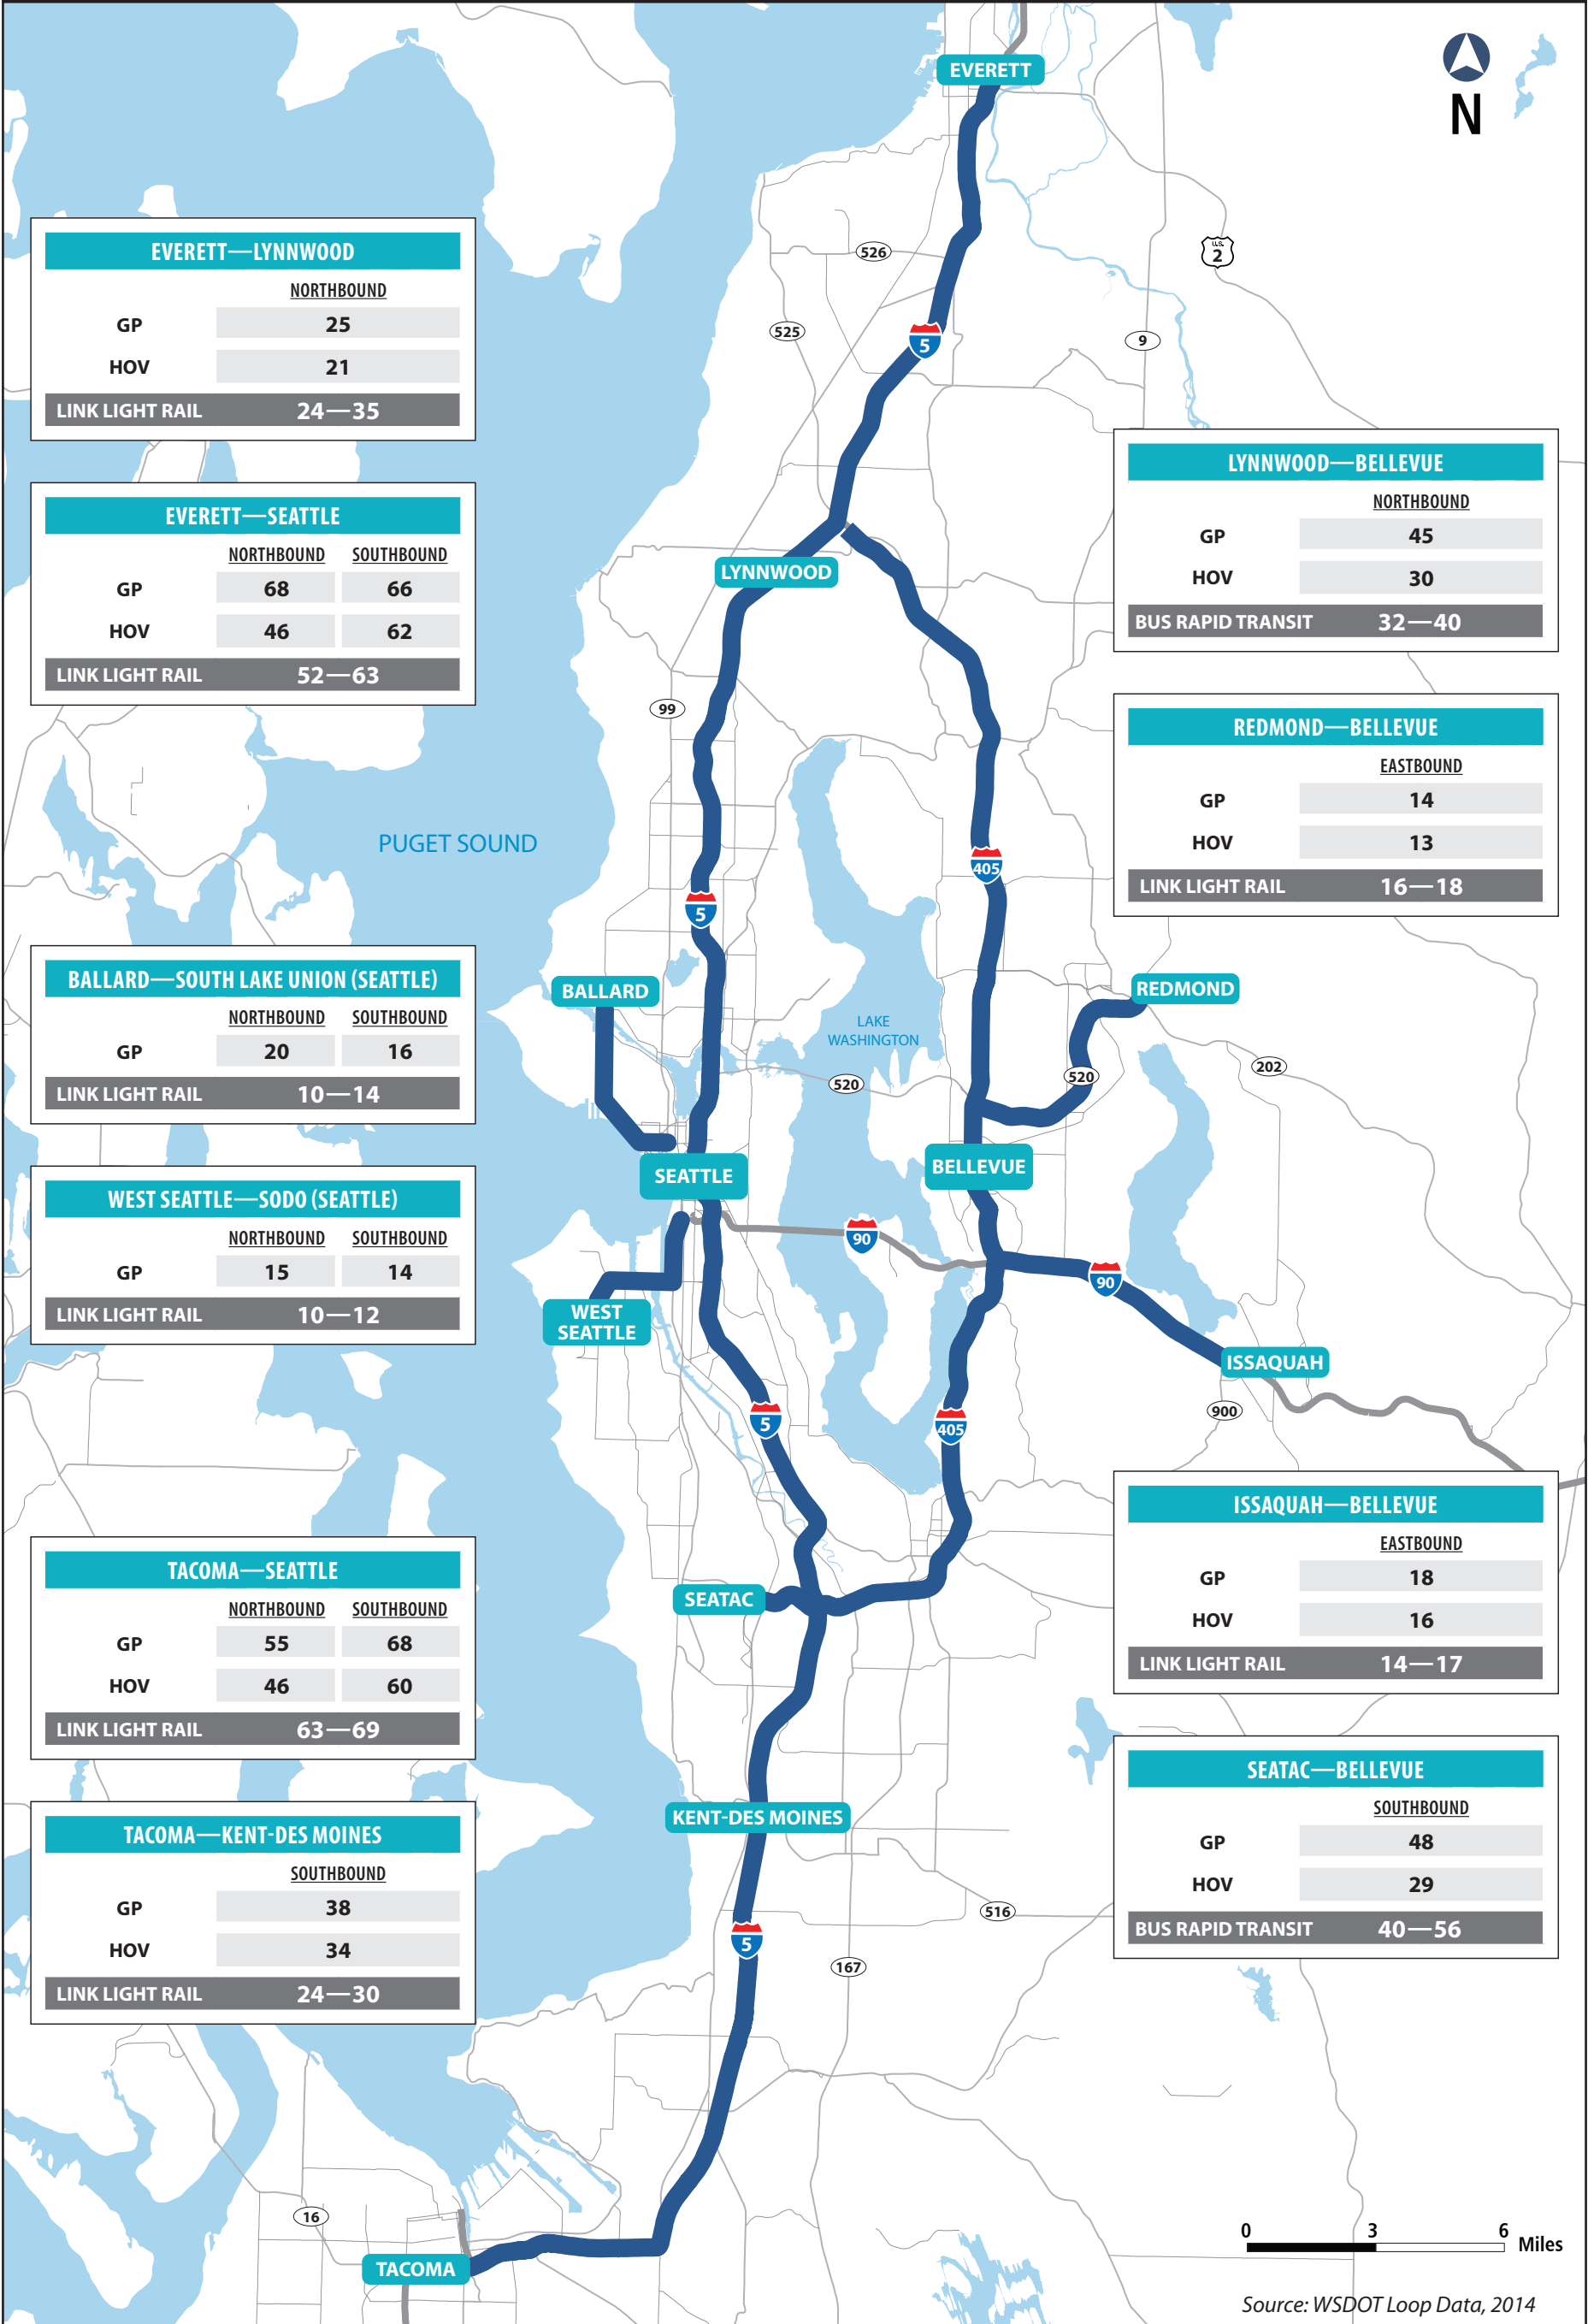 EVERETT
N
EVERETT—LYNNWOOD
NORTHBOUND
GP 25
HOV 21
LINK LIGHT RAIL 24—35
526
U.S. 2
525
5
9
EVERETT—SEATTLE
NORTHBOUND SOUTHBOUND
GP 68 66
HOV 46 62
LINK LIGHT RAIL 52—63
LYNNWOOD—BELLEVUE
NORTHBOUND
GP 45
HOV 30
BUS RAPID TRANSIT 32—40
LYNNWOOD
99
REDMOND—BELLEVUE
EASTBOUND
GP 14
HOV 13
LINK LIGHT RAIL 16—18
PUGET SOUND
405
5
BALLARD—SOUTH LAKE UNION (SEATTLE)
NORTHBOUND SOUTHBOUND
GP 20 16
LINK LIGHT RAIL 10—14
BALLARD
REDMOND
LAKE
WASHINGTON
520
520
202
WEST SEATTLE—SODO (SEATTLE)
NORTHBOUND SOUTHBOUND
GP 15 14
LINK LIGHT RAIL 10—12
SEATTLE
BELLEVUE
90
90
WEST
SEATTLE
ISSAQUAH
900
5
405
ISSAQUAH—BELLEVUE
EASTBOUND
GP 18
HOV 16
LINK LIGHT RAIL 14—17
TACOMA—SEATTLE
NORTHBOUND SOUTHBOUND
GP 55 68
HOV 46 60
LINK LIGHT RAIL 63—69
SEATAC
SEATAC—BELLEVUE
SOUTHBOUND
GP 48
HOV 29
BUS RAPID TRANSIT 40—56
TACOMA—KENT-DES MOINES
SOUTHBOUND
GP 38
HOV 34
LINK LIGHT RAIL 24—30
KENT-DES MOINES
516
5
167
16
TACOMA
0 3 6 Miles
Source: WSDOT Loop Data, 2014